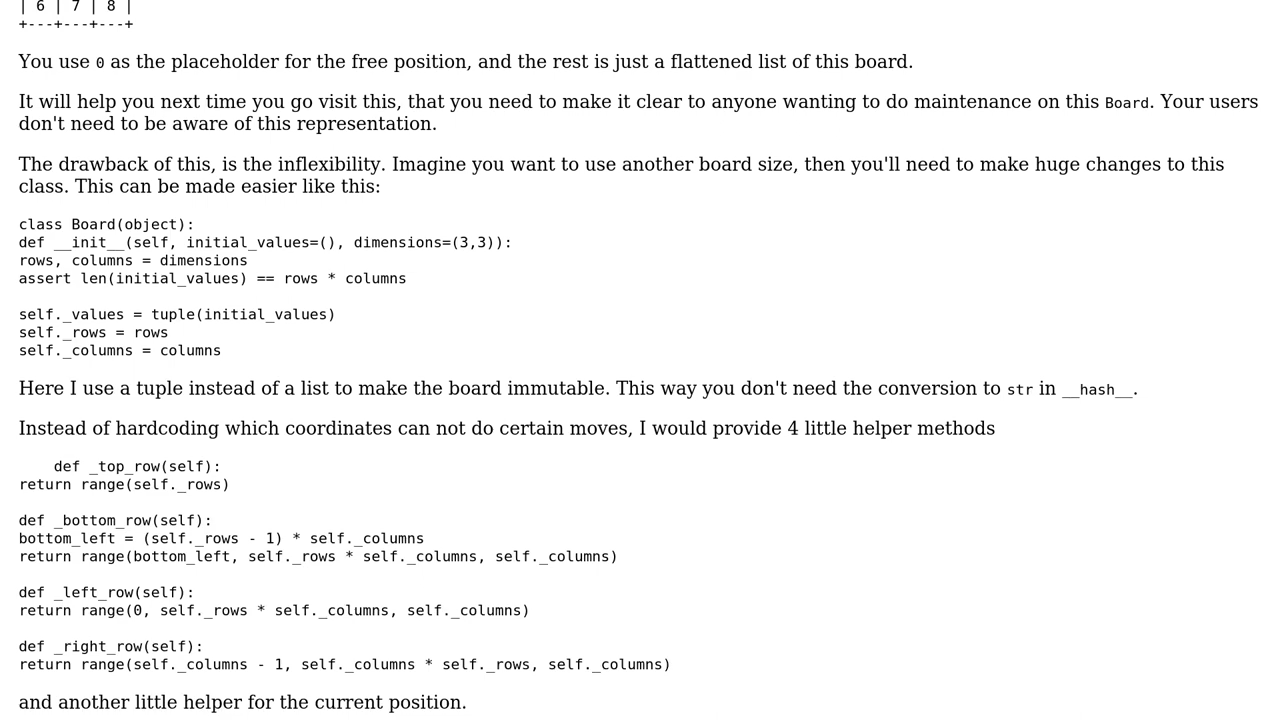 | 6 | 7 | 8 |
+---+---+---+
You use 0 as the placeholder for the free position, and the rest is just a flattened list of this board.
It will help you next time you go visit this, that you need to make it clear to anyone wanting to do maintenance on this Board. Your users
don't need to be aware of this representation.
The drawback of this, is the inflexibility. Imagine you want to use another board size, then you'll need to make huge changes to this
class. This can be made easier like this:
class Board(object):
def __init__(self, initial_values=(), dimensions=(3,3)):
rows, columns = dimensions
assert len(initial_values) == rows * columns
self._values = tuple(initial_values)
self._rows = rows
self._columns = columns
Here I use a tuple instead of a list to make the board immutable. This way you don't need the conversion to str in __hash__.
Instead of hardcoding which coordinates can not do certain moves, I would provide 4 little helper methods
    def _top_row(self):
return range(self._rows)
def _bottom_row(self):
bottom_left = (self._rows - 1) * self._columns
return range(bottom_left, self._rows * self._columns, self._columns)
def _left_row(self):
return range(0, self._rows * self._columns, self._columns)
def _right_row(self):
return range(self._columns - 1, self._columns * self._rows, self._columns)
and another little helper for the current position.